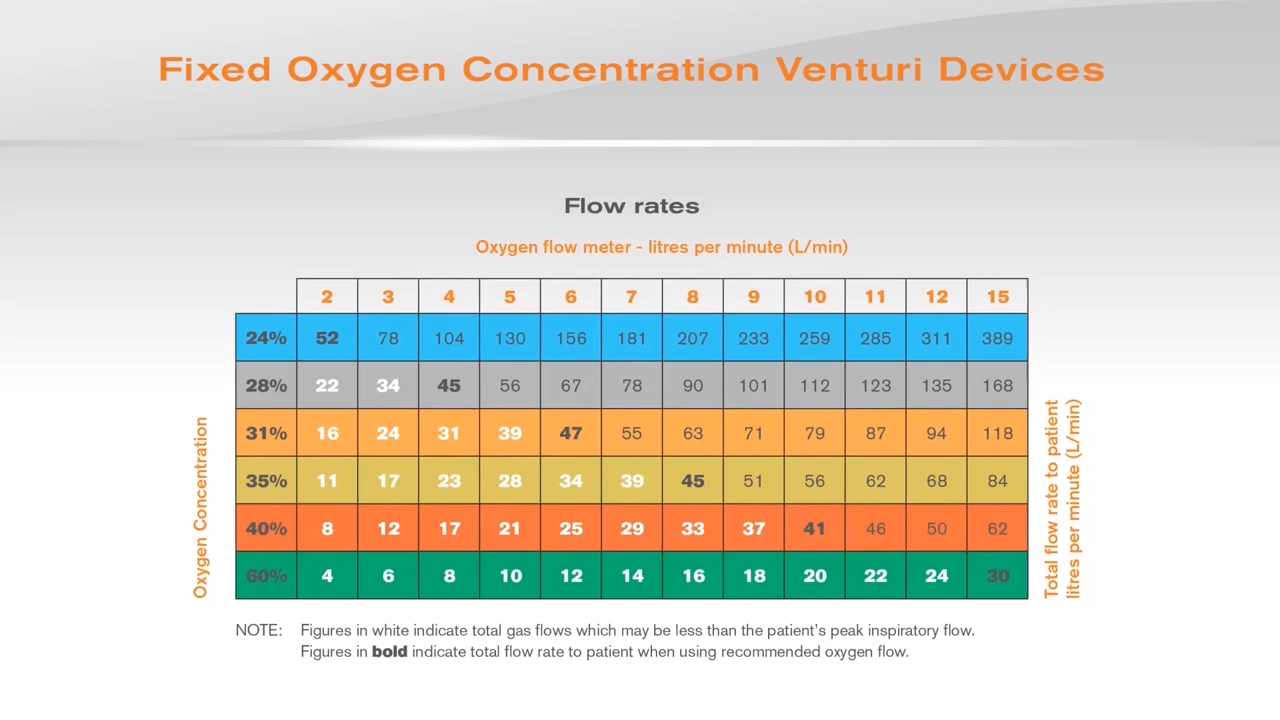 Fixed Oxygen Concentration Venturi Devices
Flow rates
Oxygen flow meter - litres per minute (L/min)
2 3 4 5 6 7 8 9 10 11 12 15
24% 52 78 104 130 156 181 207 233 259 285 311 389
28% 22 34 45 56 67 78 90 101 112 123 135 168
31% 16 24 31 39 47 55 63 71 79 87 94 118
35% 11 17 23 28 34 39 45 51 56 62 68 84
40% 8 12 17 21 25 29 33 37 41 46 50 62
60% 4 6 8 10 12 14 16 18 20 22 24 30
Oxygen Concentration
Total flow rate to patient
litres per minute (L/min)
NOTE: Figures in white indicate total gas flows which may be less than the patient’s peak inspiratory flow.
Figures in bold indicate total flow rate to patient when using recommended oxygen flow.